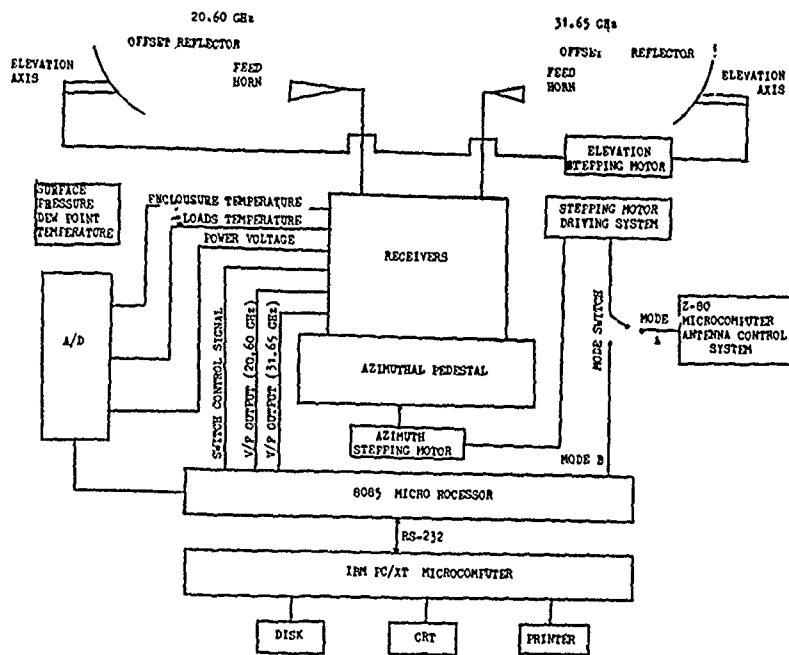 20.60 GHz
31.65 GHz
OFFSET REFLECTOR
OFFSET REFLECTOR
ELEVATION
AXIS
FEED
HORN
FEED
HORN
ELEVATION
AXIS
ELEVATION
STEPPING MOTOR
SURFACE
PRESSURE
DEW POINT
TEMPERATURE
ENCLOUSURE TEMPERATURE
LOADS TEMPERATURE
POWER VOLTAGE
RECEIVERS
STEPPING MOTOR
DRIVING SYSTEM
A/D
SWITCH CONTROL SIGNAL
V/F OUTPUT (20.60 GHz)
V/F OUTPUT (31.65 GHz)
MODE SWITCH
MODE
A
Z-80
MICROCOMPUTER
ANTENNA CONTROL
SYSTEM
AZIMUTHAL PEDESTAL
AZIMUTH
STEPPING MOTOR
MODE B
8085 MICRO ROCESSOR
RS-232
IBM PC/XT MICROCOMPUTER
DISK
CRT
PRINTER